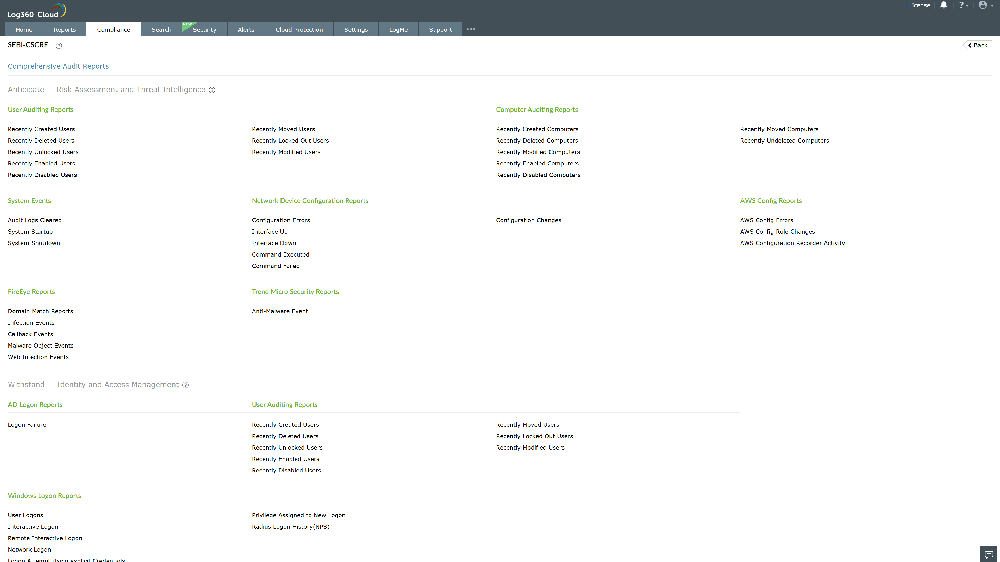 License
?
Log360 Cloud
Home Reports Compliance Search NEW Security Alerts Cloud Protection Settings LogMe Support •••
SEBI-CSCRF ? Back
Comprehensive Audit Reports
Anticipate — Risk Assessment and Threat Intelligence ?
User Auditing Reports Computer Auditing Reports
Recently Created Users Recently Moved Users Recently Created Computers Recently Moved Computers
Recently Deleted Users Recently Locked Out Users Recently Deleted Computers Recently Undeleted Computers
Recently Unlocked Users Recently Modified Users Recently Modified Computers
Recently Enabled Users Recently Enabled Computers
Recently Disabled Users Recently Disabled Computers
System Events Network Device Configuration Reports AWS Config Reports
Audit Logs Cleared Configuration Errors Configuration Changes AWS Config Errors
System Startup Interface Up AWS Config Rule Changes
System Shutdown Interface Down AWS Configuration Recorder Activity
Command Executed
Command Failed
FireEye Reports Trend Micro Security Reports
Domain Match Reports Anti-Malware Event
Infection Events
Callback Events
Malware Object Events
Web Infection Events
Withstand — Identity and Access Management ?
AD Logon Reports User Auditing Reports
Logon Failure Recently Created Users Recently Moved Users
Recently Deleted Users Recently Locked Out Users
Recently Unlocked Users Recently Modified Users
Recently Enabled Users
Recently Disabled Users
Windows Logon Reports
User Logons Privilege Assigned to New Logon
Interactive Logon Radius Logon History(NPS)
Remote Interactive Logon
Network Logon
Logon Attempt Using explicit Credentials